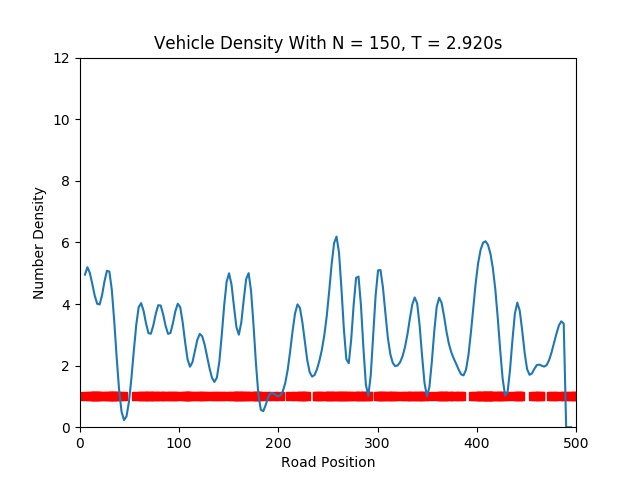 Vehicle Density With N = 150, T = 2.920s
12
10
8
6
4
2
0
Number Density
0 100 200 300 400 500
Road Position